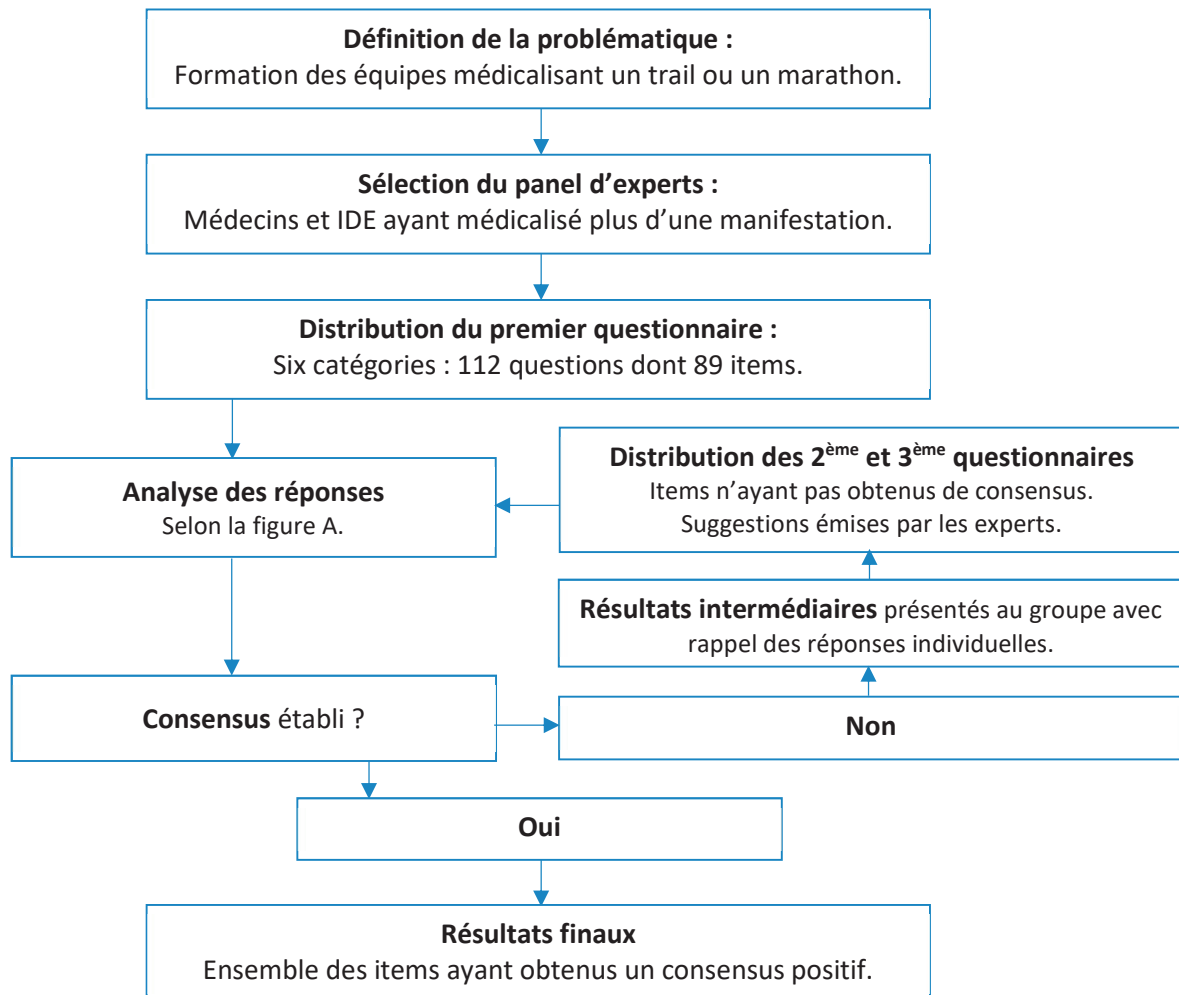 Définition de la problématique :
Formation des équipes médicalisant un trail ou un marathon.
Sélection du panel d’experts :
Médecins et IDE ayant médicalisé plus d’une manifestation.
Distribution du premier questionnaire :
Six catégories : 112 questions dont 89 items.
Analyse des réponses
Selon la figure A.
Distribution des 2ème et 3ème questionnaires
Items n’ayant pas obtenus de consensus.
Suggestions émises par les experts.
Résultats intermédiaires présentés au groupe avec
rappel des réponses individuelles.
Consensus établi ?
Non
Oui
Résultats finaux
Ensemble des items ayant obtenus un consensus positif.